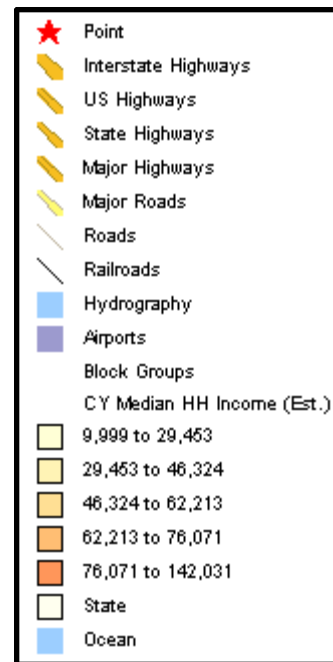 Point
Interstate Highways
US Highways
State Highways
Major Highways
Major Roads
Roads
Railroads
Hydrography
Airports
Block Groups
CY Median HH Income (Est.)
9,999 to 29,453
29,453 to 46,324
46,324 to 62,213
62,213 to 76,071
76,071 to 142,031
State
Ocean